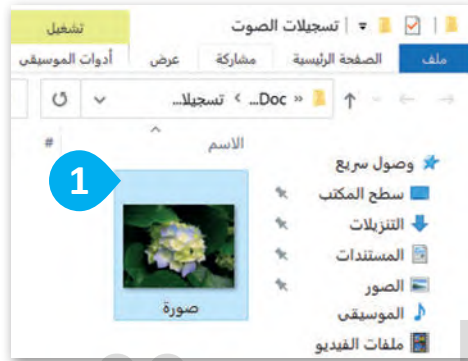 تسجيلات الصوت
تشغيل
ملف
الصفحة الرئيسية
مشاركة
عرض
أدوات الموسيقى
Doc... » تسجيلا...
الاسم
#
1
صورة
وصول سريع
سطح المكتب
التنزيلات
المستندات
الصور
الموسيقى
ملفات الفيديو